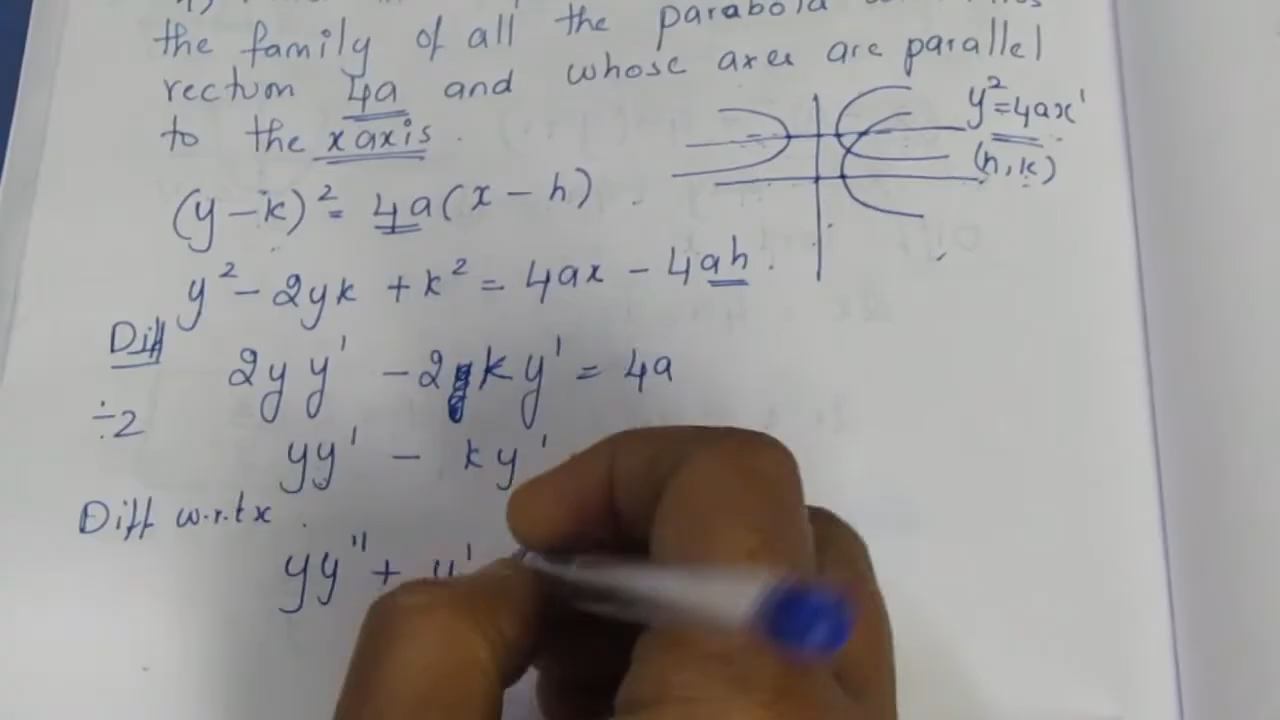 the family of all the parabola
rectum 4a and whose axes are parallel
to the x axis.
y² = 4ax'
(h, k)
(y - k)² = 4a(x - h)
y² - 2yk + k² = 4ax - 4ah.
Diff
2yy' - 2ky' = 4a
÷2
yy' - ky'
Diff w.r.t x.
yy'' + y'